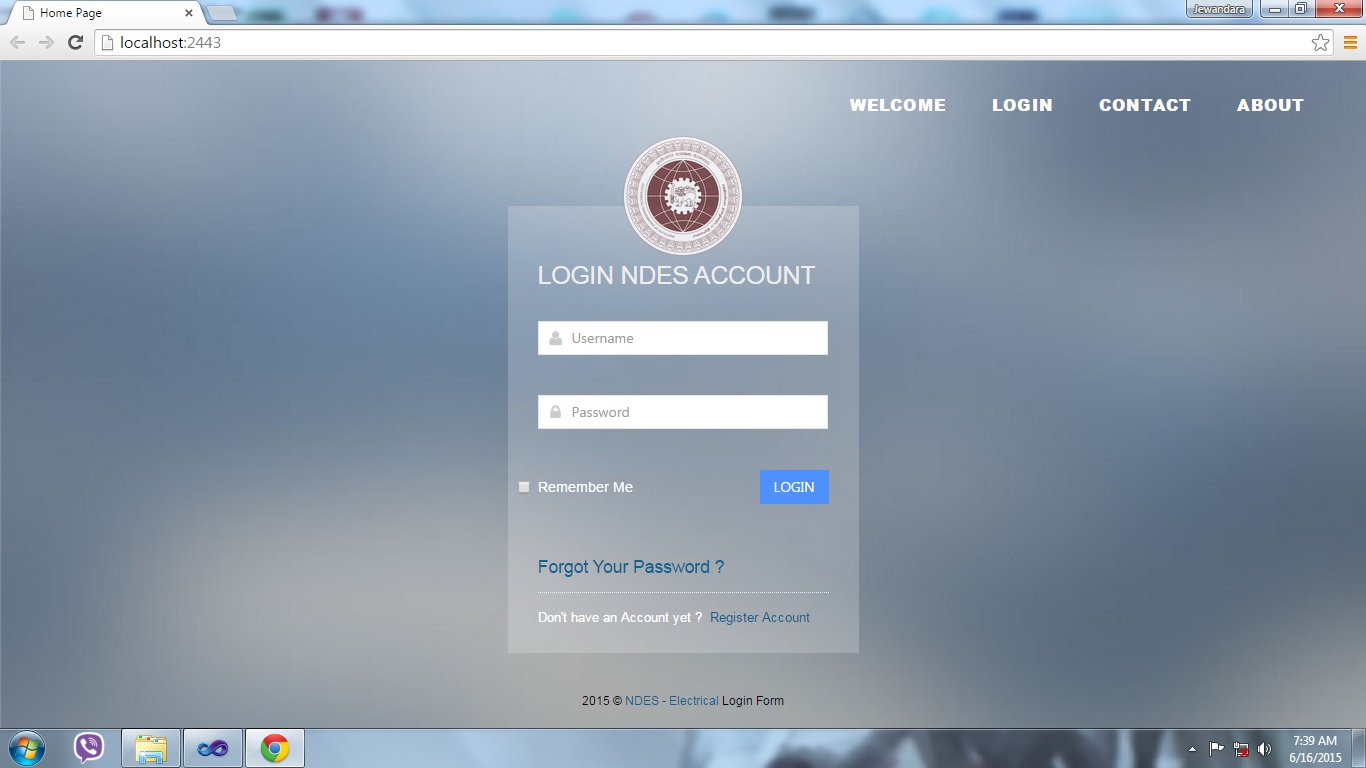 Home Page
Jewandara
localhost:2443
WELCOME LOGIN CONTACT ABOUT
LOGIN NDES ACCOUNT
Username
Password
Remember Me LOGIN
Forgot Your Password ?
Don't have an Account yet ? Register Account
2015 © NDES - Electrical Login Form
7:39 AM
6/16/2015